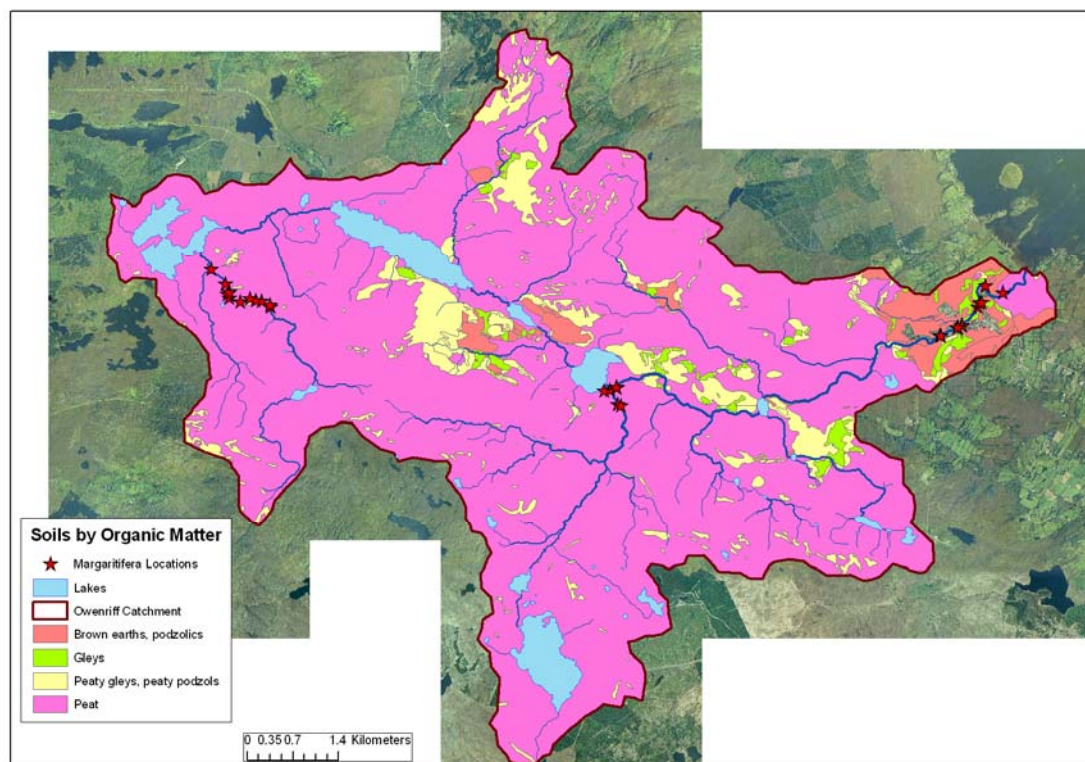 Soils by Organic Matter
Margaritifera Locations
Lakes
Owenriff Catchment
Brown earths, podzolics
Gleys
Peaty gleys, peaty podzols
Peat
0 0.35 0.7 1.4 Kilometers